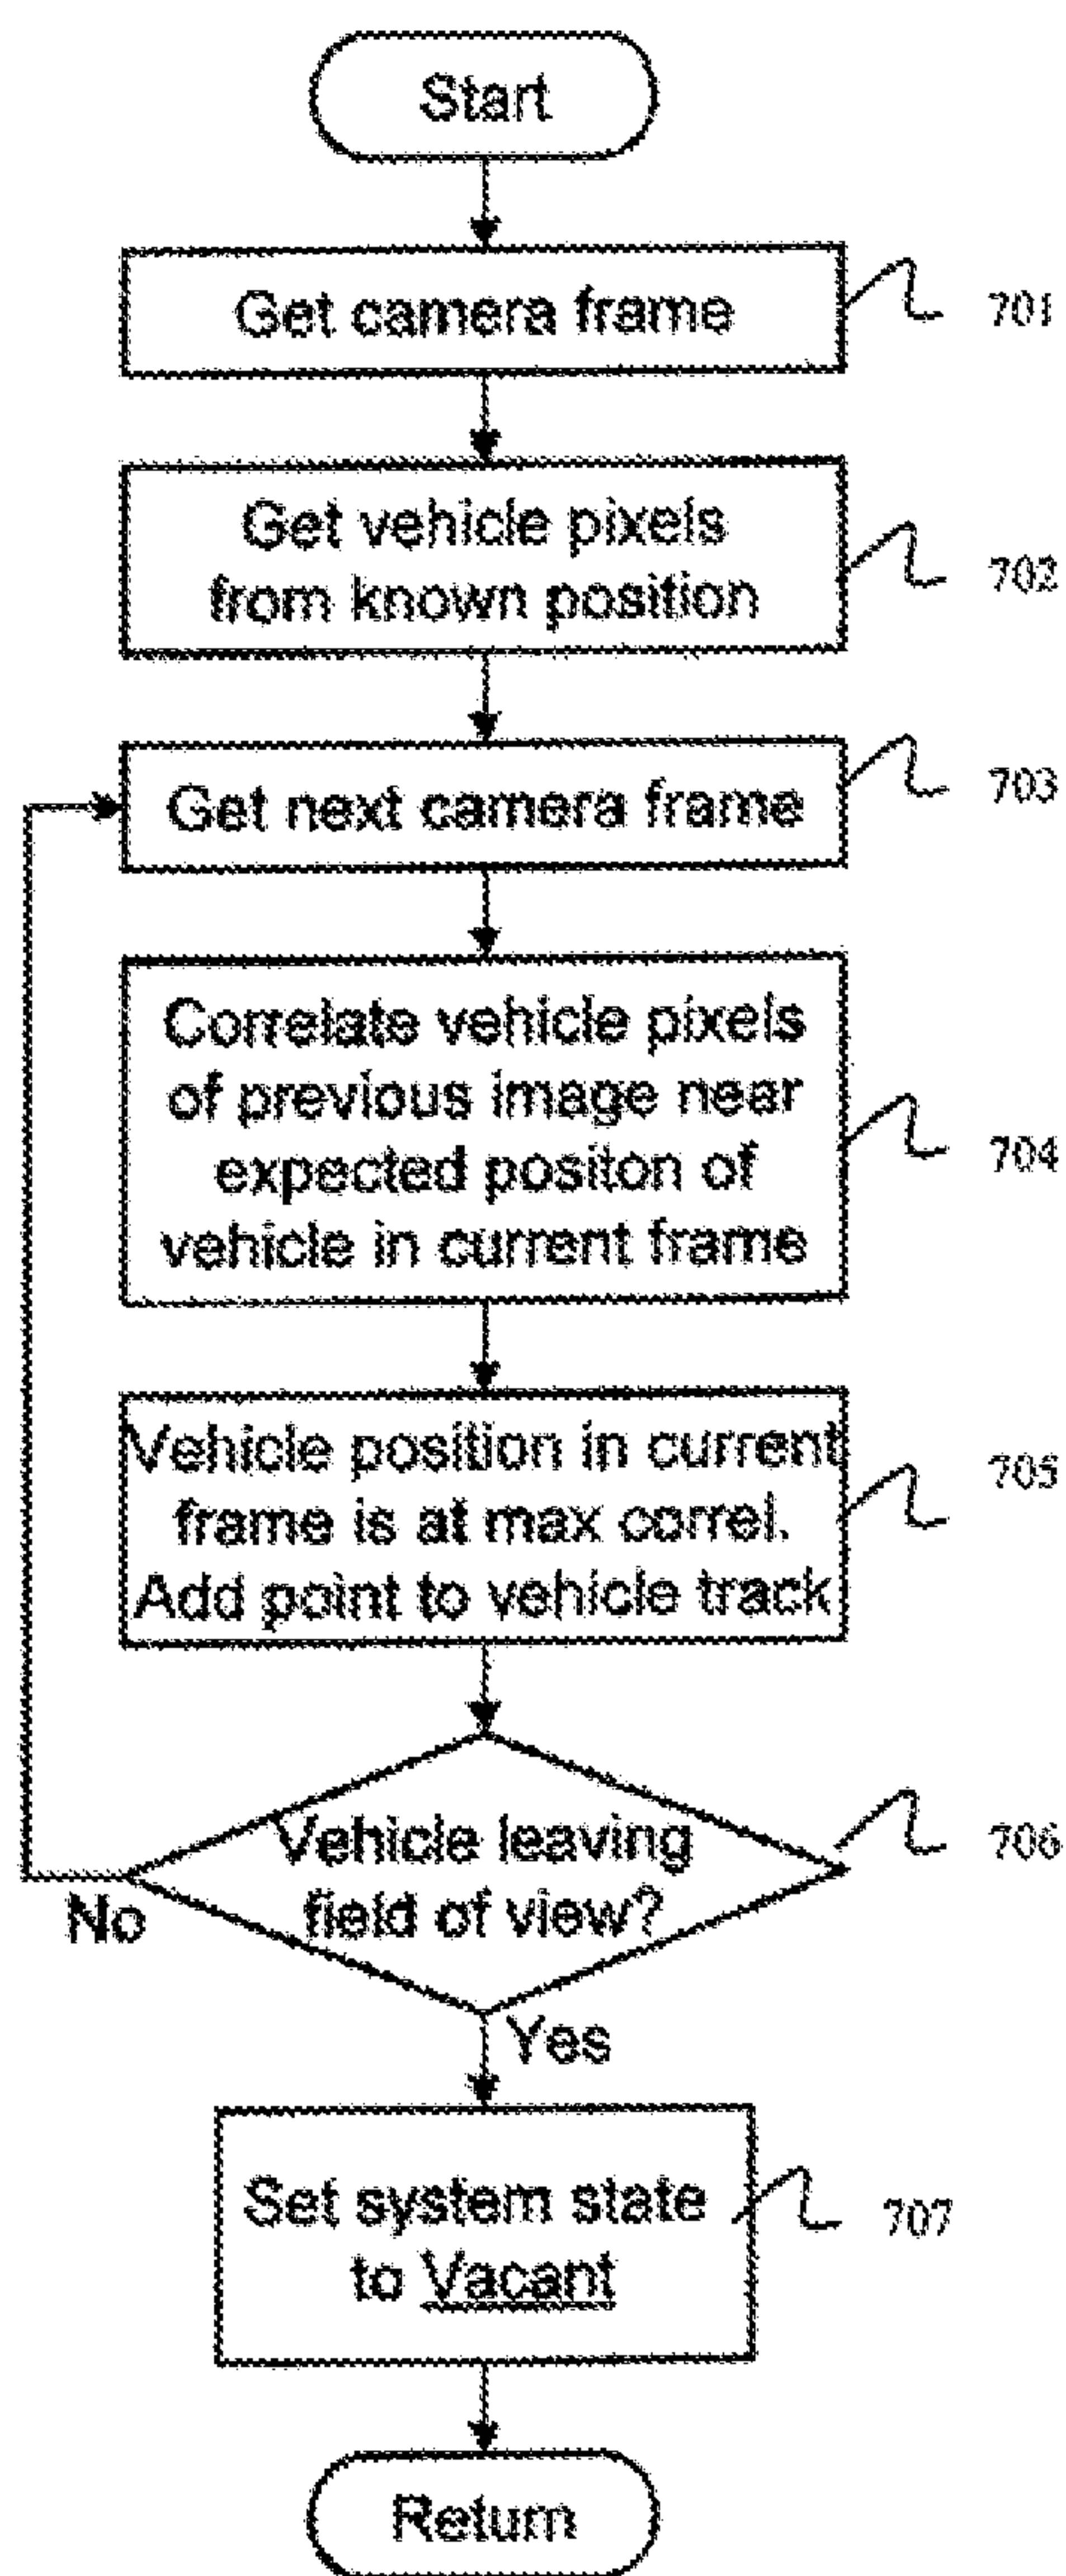 Start
Get camera frame
701
Get vehicle pixels
from known position
702
Get next camera frame
703
Correlate vehicle pixels
of previous image near
expected positon of
vehicle in current frame
704
Vehicle position in current
frame is at max correl.
Add point to vehicle track
705
Vehicle leaving
field of view?
706
No
Yes
Set system state
to Vacant
707
Return